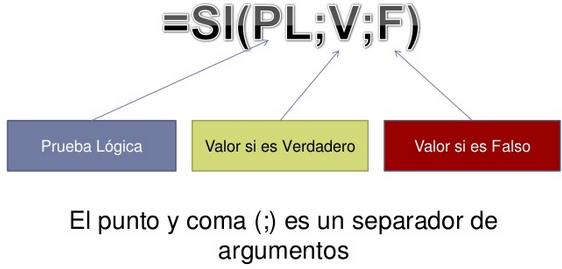 =SI(PL;V;F)
Prueba Lógica
Valor si es Verdadero
Valor si es Falso
El punto y coma (;) es un separador de
argumentos